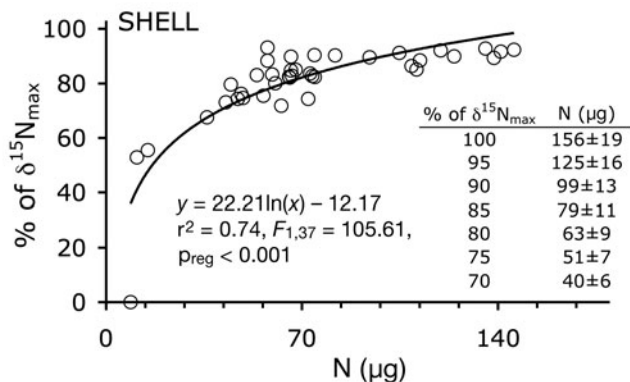 SHELL
% of δ¹⁵Nmax
100
80
60
40
20
0
0
70
140
N (μg)
y = 22.21ln(x) – 12.17
r² = 0.74, F1,37 = 105.61,
preg < 0.001
% of δ¹⁵Nmax N (μg)
100 156±19
95 125±16
90 99±13
85 79±11
80 63±9
75 51±7
70 40±6